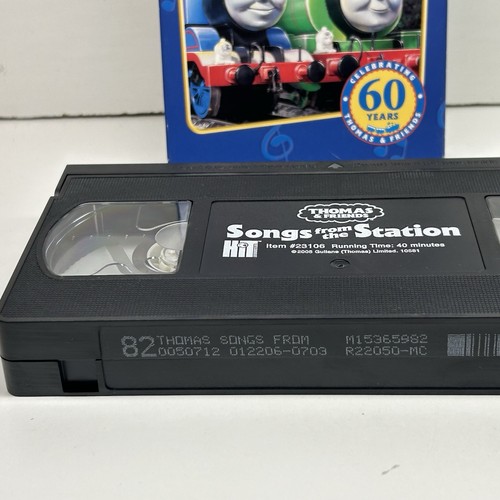 CELEBRATING
60
YEARS
THOMAS & FRIENDS
THOMAS
& FRIENDS
Songs from the Station
HiT Item #23106 Running Time: 40 minutes
©2005 Gullane (Thomas) Limited. 10581
82 THOMAS SONGS FROM M15365982
0050712 012206-0703 R22050-MC